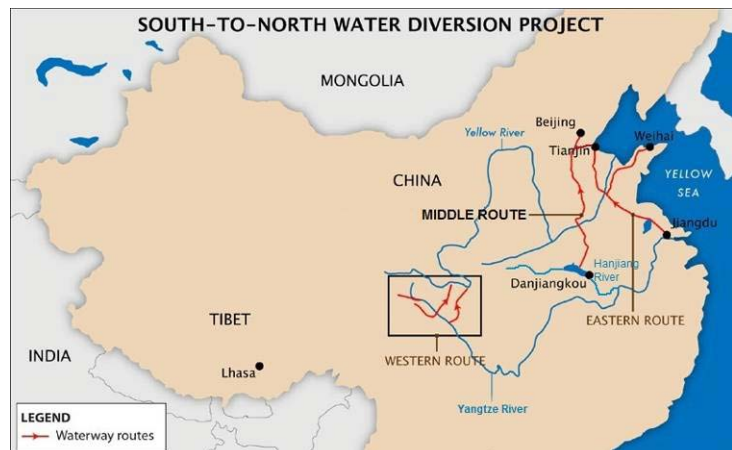 SOUTH-TO-NORTH WATER DIVERSION PROJECT
MONGOLIA
Beijing
Yellow River
Tianjin
Weihai
CHINA
YELLOW
SEA
MIDDLE ROUTE
Jiangdu
Hanjiang
River
Danjiangkou
TIBET
EASTERN ROUTE
INDIA
WESTERN ROUTE
Lhasa
Yangtze River
LEGEND
Waterway routes